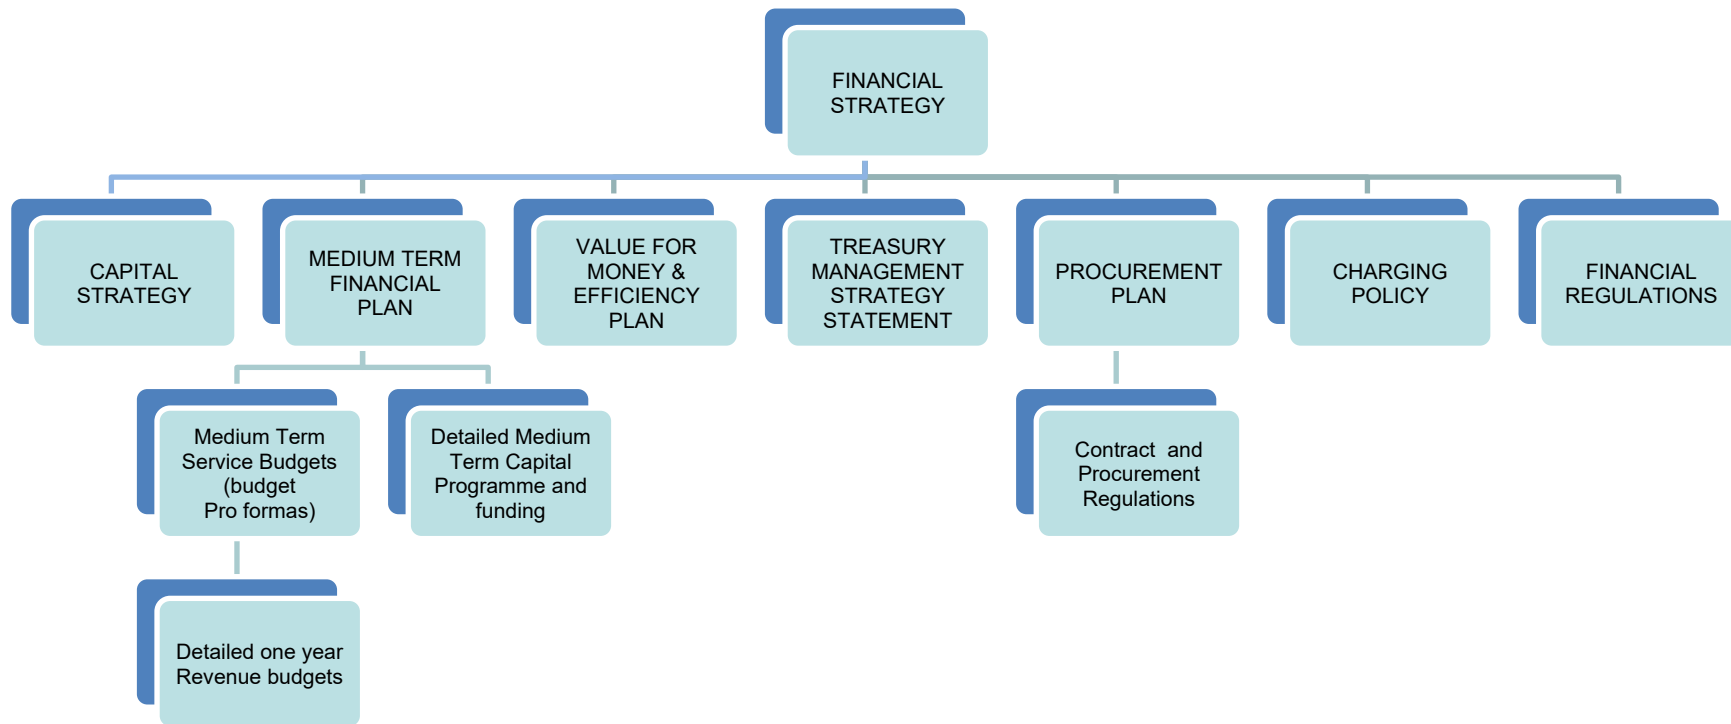 FINANCIAL
STRATEGY
CAPITAL
STRATEGY
MEDIUM TERM
FINANCIAL
PLAN
VALUE FOR
MONEY &
EFFICIENCY
PLAN
TREASURY
MANAGEMENT
STRATEGY
STATEMENT
PROCUREMENT
PLAN
CHARGING
POLICY
FINANCIAL
REGULATIONS
Medium Term
Service Budgets
(budget
Pro formas)
Detailed Medium
Term Capital
Programme and
funding
Contract and
Procurement
Regulations
Detailed one year
Revenue budgets